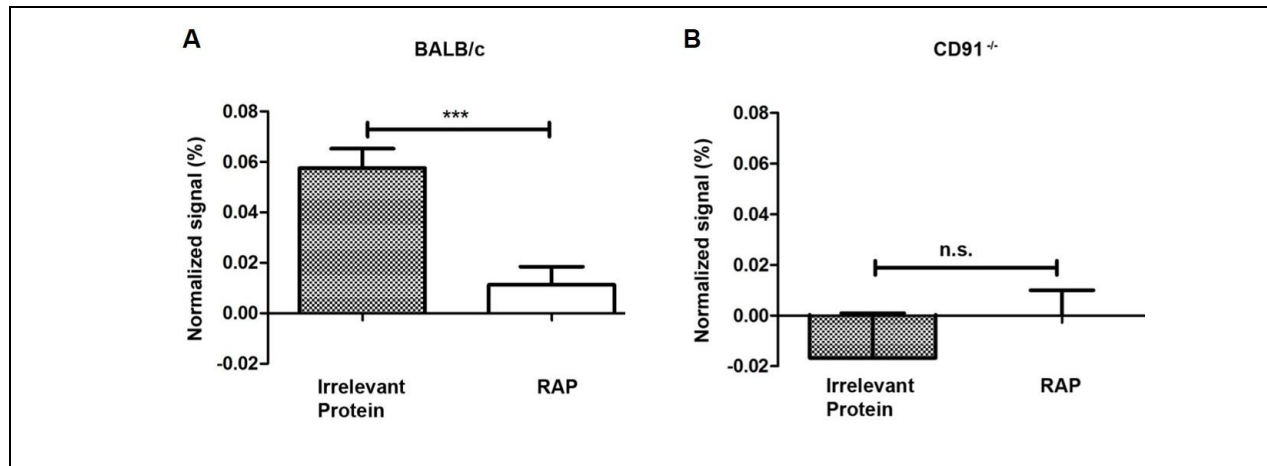 A
BALB/c
Normalized signal (%)
0.08
0.06
0.04
0.02
0.00
-0.02
***
Irrelevant
Protein
RAP
B
CD91 -/-
Normalized signal (%)
0.08
0.06
0.04
0.02
0.00
-0.02
n.s.
Irrelevant
Protein
RAP